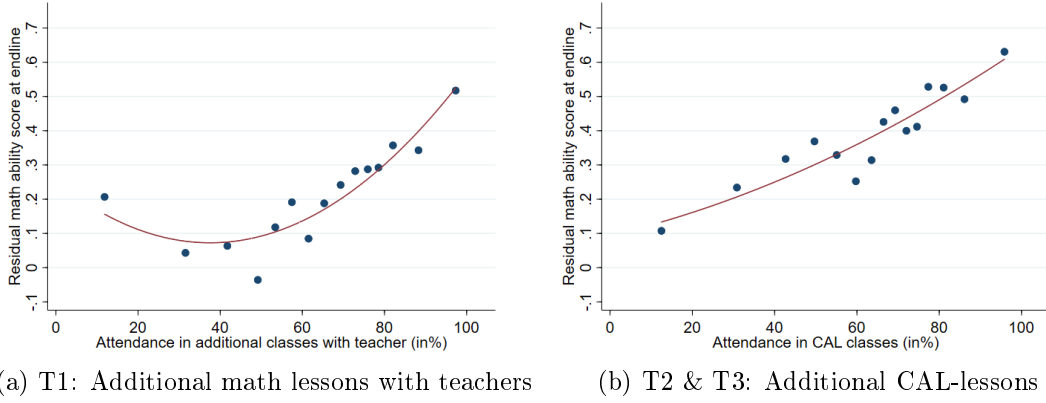 Residual math ability score at endline
.7
.6
.5
.4
.3
.2
.1
0
-.1
0 20 40 60 80 100
Attendance in additional classes with teacher (in%)
(a) T1: Additional math lessons with teachers
Residual math ability score at endline
.7
.6
.5
.4
.3
.2
.1
0
-.1
0 20 40 60 80 100
Attendance in CAL classes (in%)
(b) T2 & T3: Additional CAL-lessons